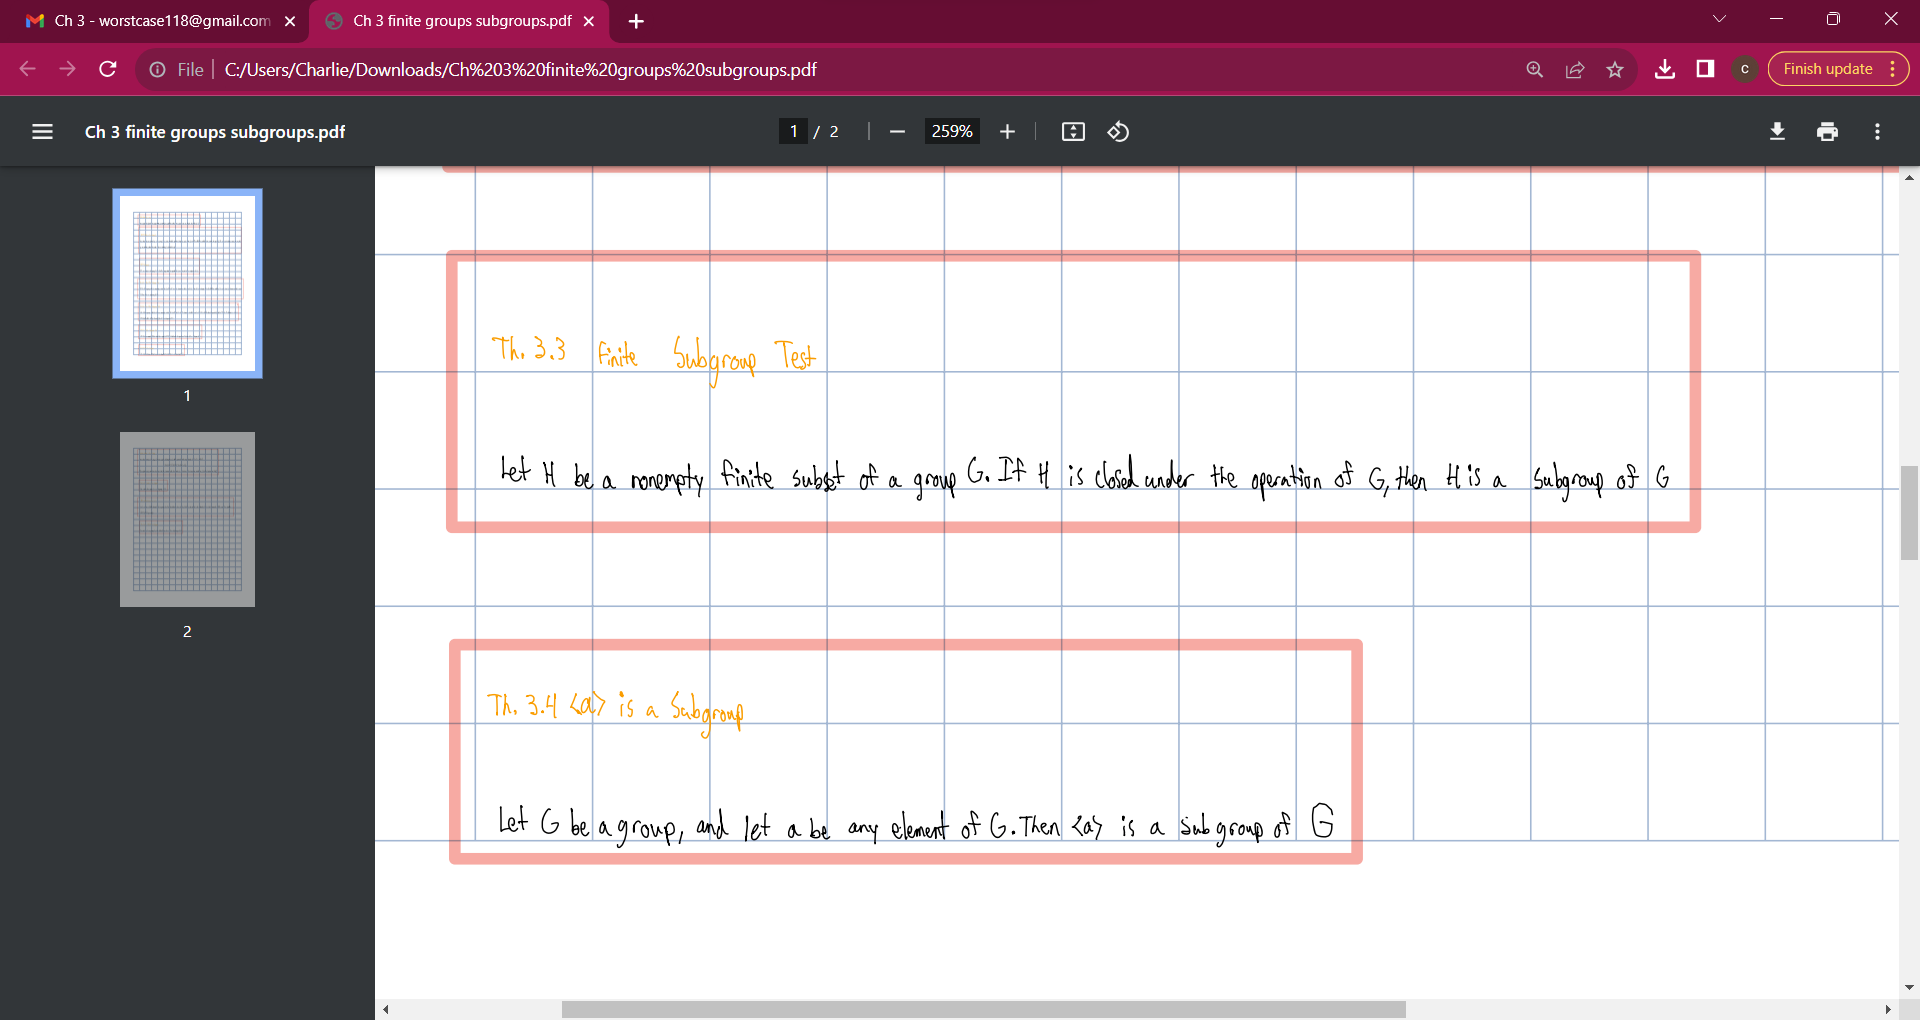 Ch 3 - worstcase118@gmail.com
Ch 3 finite groups subgroups.pdf
File
C:/Users/Charlie/Downloads/Ch%203%20finite%20groups%20subgroups.pdf
C
Finish update
Ch 3 finite groups subgroups.pdf
1 / 2
259%
1
2
Th. 3.3 Finite Subgroup Test
Let H be a nonempty finite subset of a group G. If H is closed under the operation of G, then H is a subgroup of G
Th. 3.4 <a> is a Subgroup
Let G be a group, and let a be any element of G. Then <a> is a subgroup of G